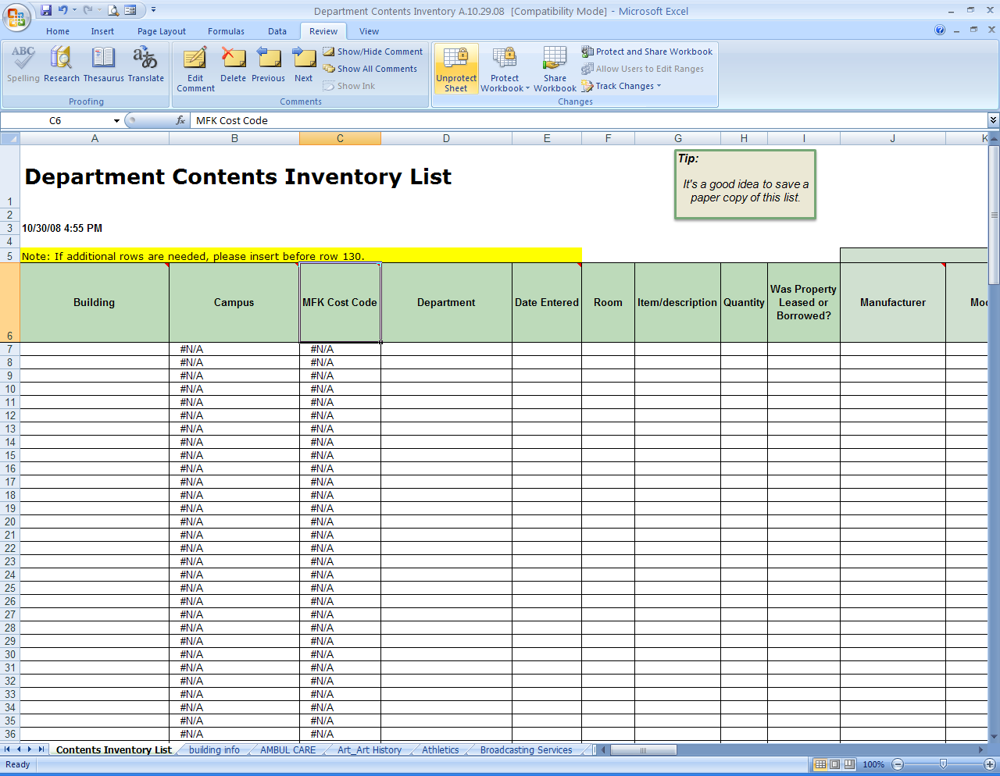 Department Contents Inventory A.10.29.08 [Compatibility Mode] - Microsoft Excel
Home Insert Page Layout Formulas Data Review View
ABC
Spelling Research Thesaurus Translate
Proofing
Edit Comment Delete Previous Next
Show/Hide Comment
Show All Comments
Show Ink
Comments
Unprotect Sheet Protect Workbook Share Workbook
Protect and Share Workbook
Allow Users to Edit Ranges
Track Changes
Changes
C6 fx MFK Cost Code
A B C D E F G H I J K
1 Department Contents Inventory List
Tip:
It's a good idea to save a
paper copy of this list.
2
3 10/30/08 4:55 PM
4
5 Note: If additional rows are needed, please insert before row 130.
6 Building Campus MFK Cost Code Department Date Entered Room Item/description Quantity Was Property Leased or Borrowed? Manufacturer Moc
7 #N/A #N/A
8 #N/A #N/A
9 #N/A #N/A
10 #N/A #N/A
11 #N/A #N/A
12 #N/A #N/A
13 #N/A #N/A
14 #N/A #N/A
15 #N/A #N/A
16 #N/A #N/A
17 #N/A #N/A
18 #N/A #N/A
19 #N/A #N/A
20 #N/A #N/A
21 #N/A #N/A
22 #N/A #N/A
23 #N/A #N/A
24 #N/A #N/A
25 #N/A #N/A
26 #N/A #N/A
27 #N/A #N/A
28 #N/A #N/A
29 #N/A #N/A
30 #N/A #N/A
31 #N/A #N/A
32 #N/A #N/A
33 #N/A #N/A
34 #N/A #N/A
35 #N/A #N/A
36 #N/A #N/A
Contents Inventory List building info AMBUL CARE Art_Art History Athletics Broadcasting Services
Ready 100%